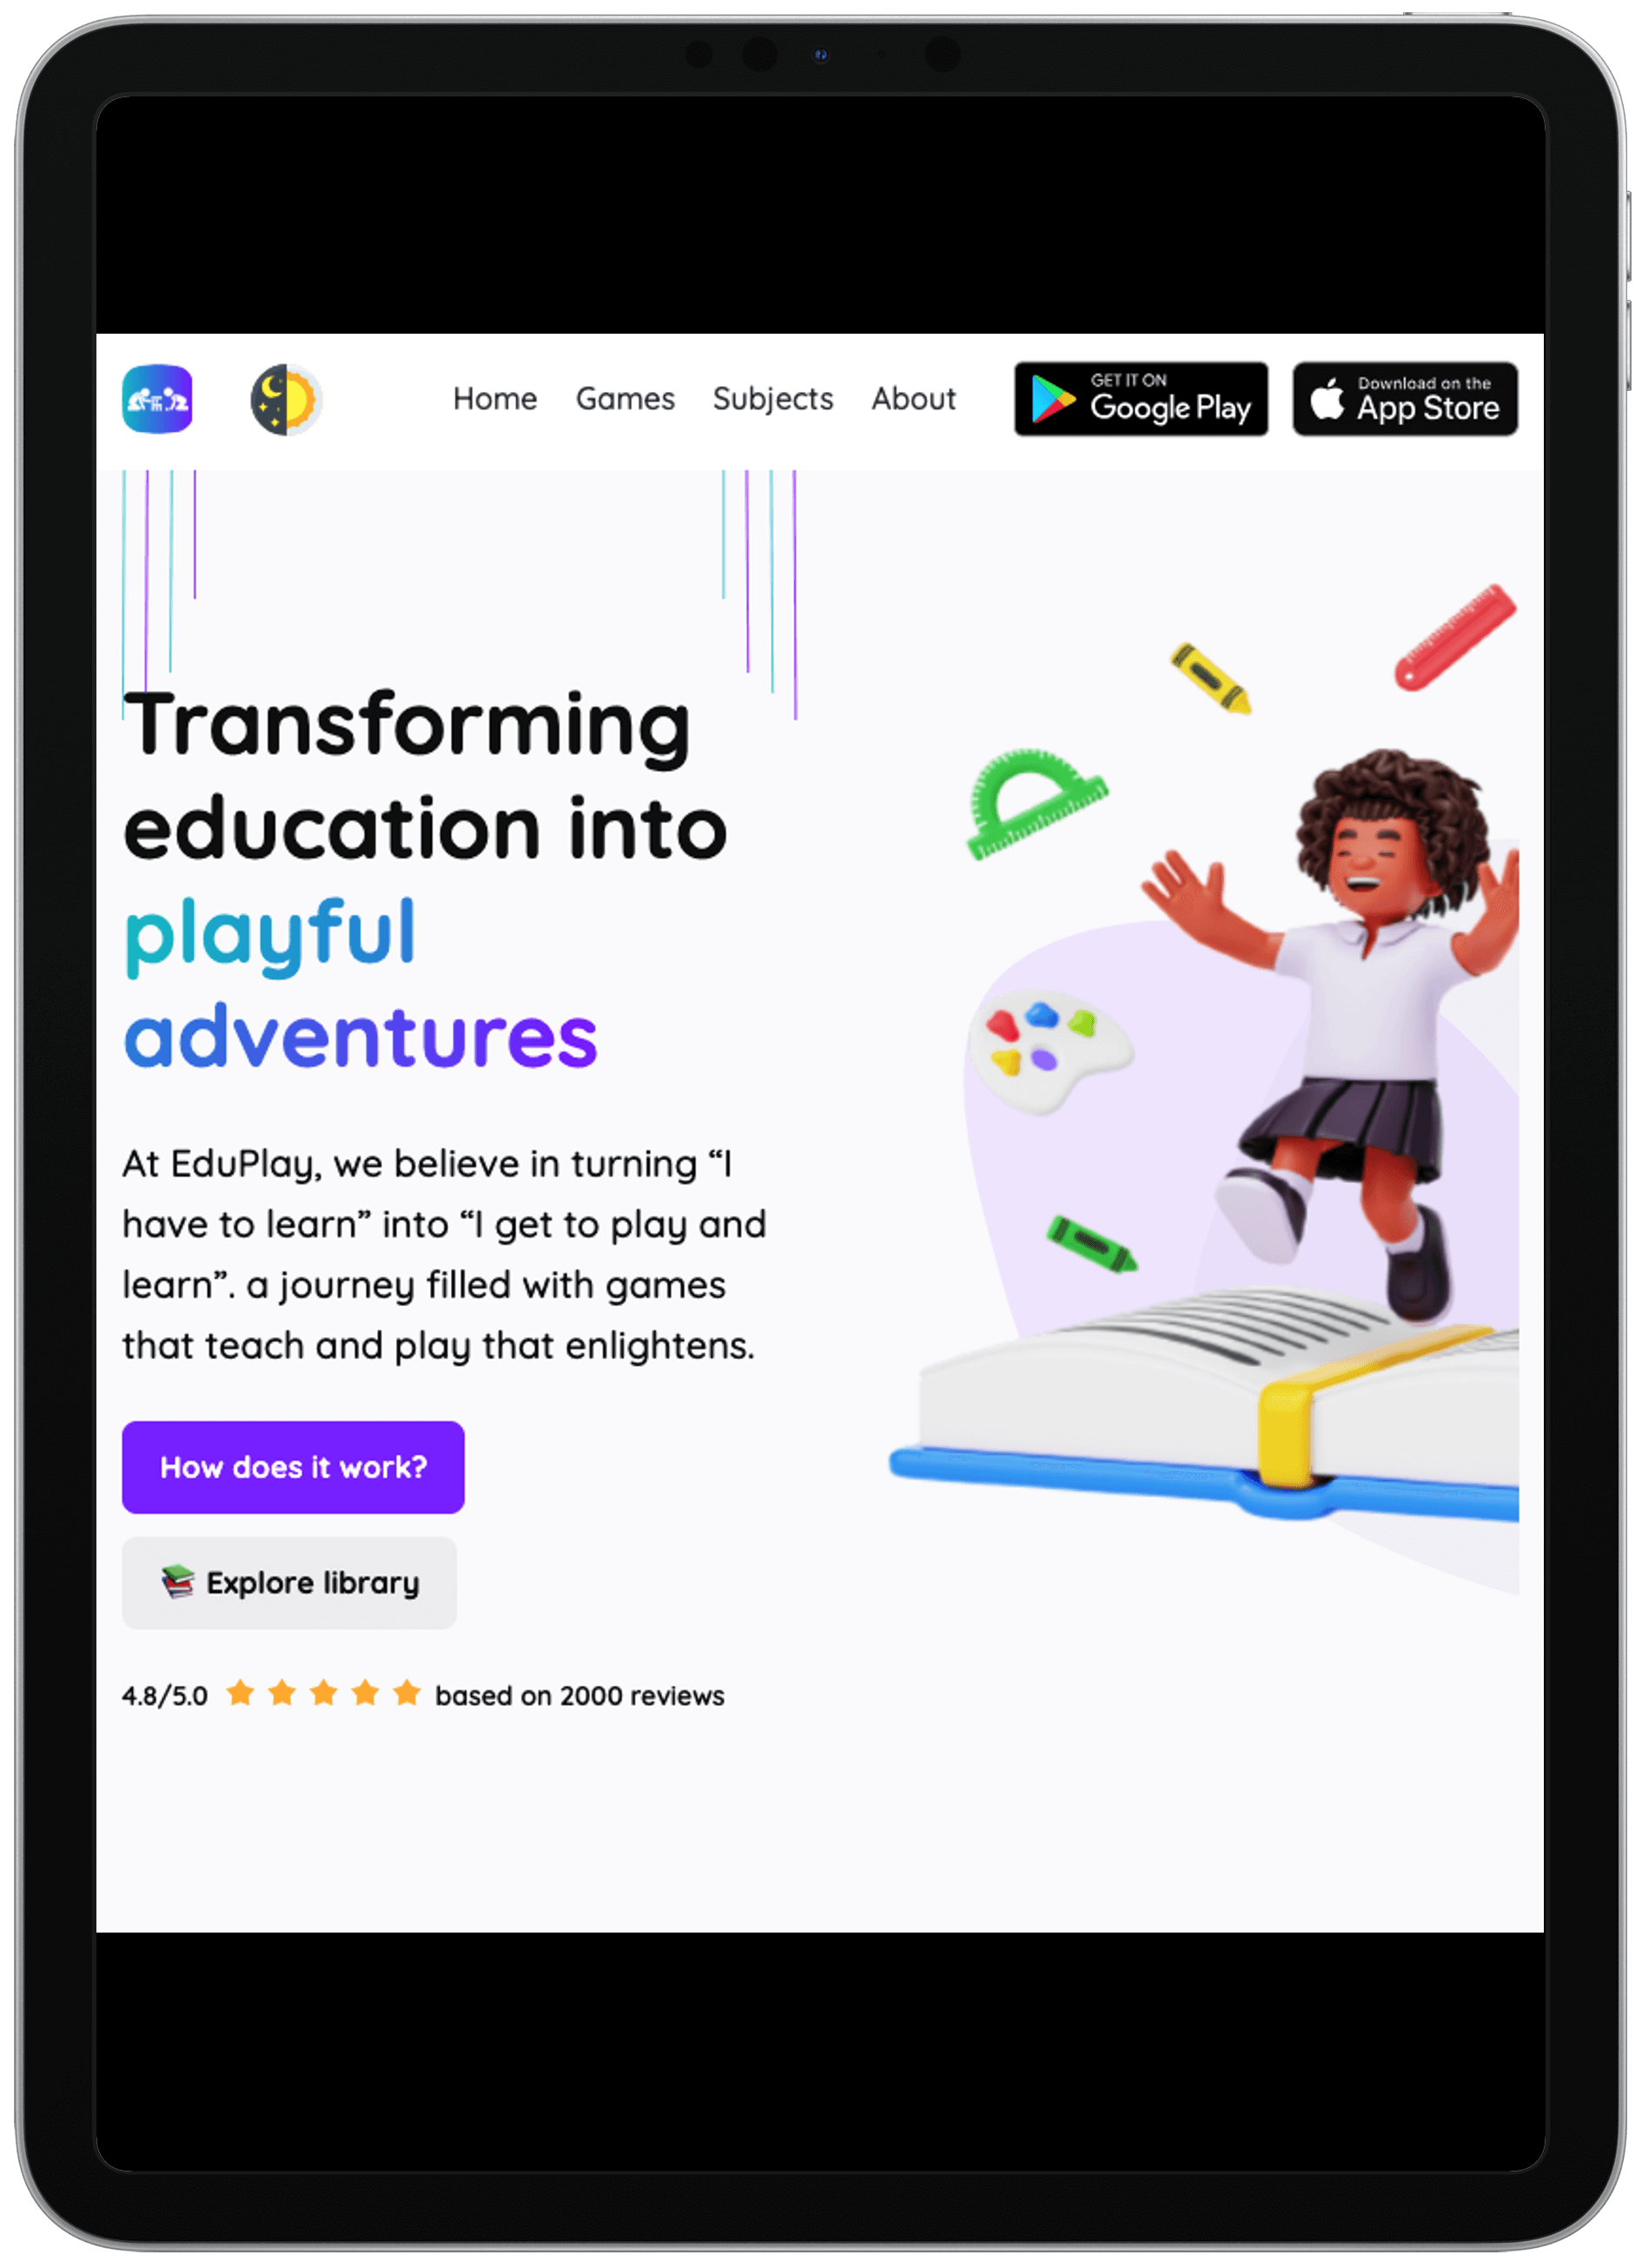 Home Games Subjects About
GET IT ON
Google Play
Download on the
App Store
Transforming
education into
playful
adventures
At EduPlay, we believe in turning “I
have to learn” into “I get to play and
learn”. a journey filled with games
that teach and play that enlightens.
How does it work?
Explore library
4.8/5.0 based on 2000 reviews